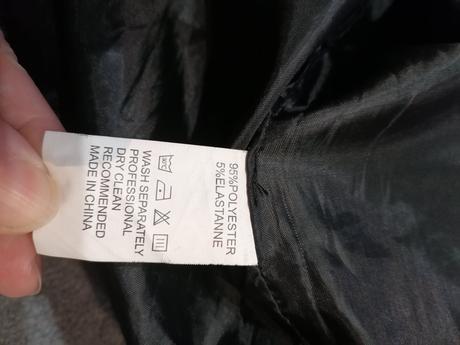 95%POLYESTER
5%ELASTANNE
WASH SEPARATELY
PROFESSIONAL
DRY CLEAN
RECOMMENDED
MADE IN CHINA